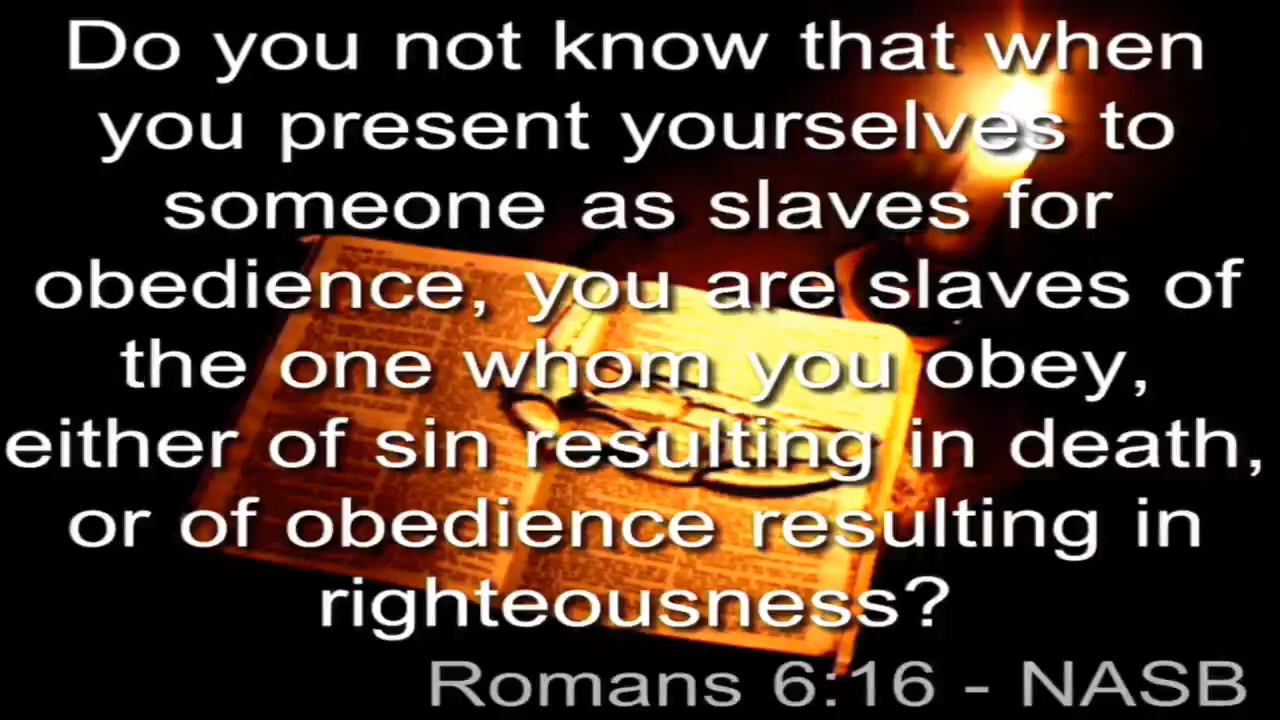 Do you not know that when
you present yourselves to
someone as slaves for
obedience, you are slaves of
the one whom you obey,
either of sin resulting in death,
or of obedience resulting in
righteousness?
Romans 6:16 - NASB